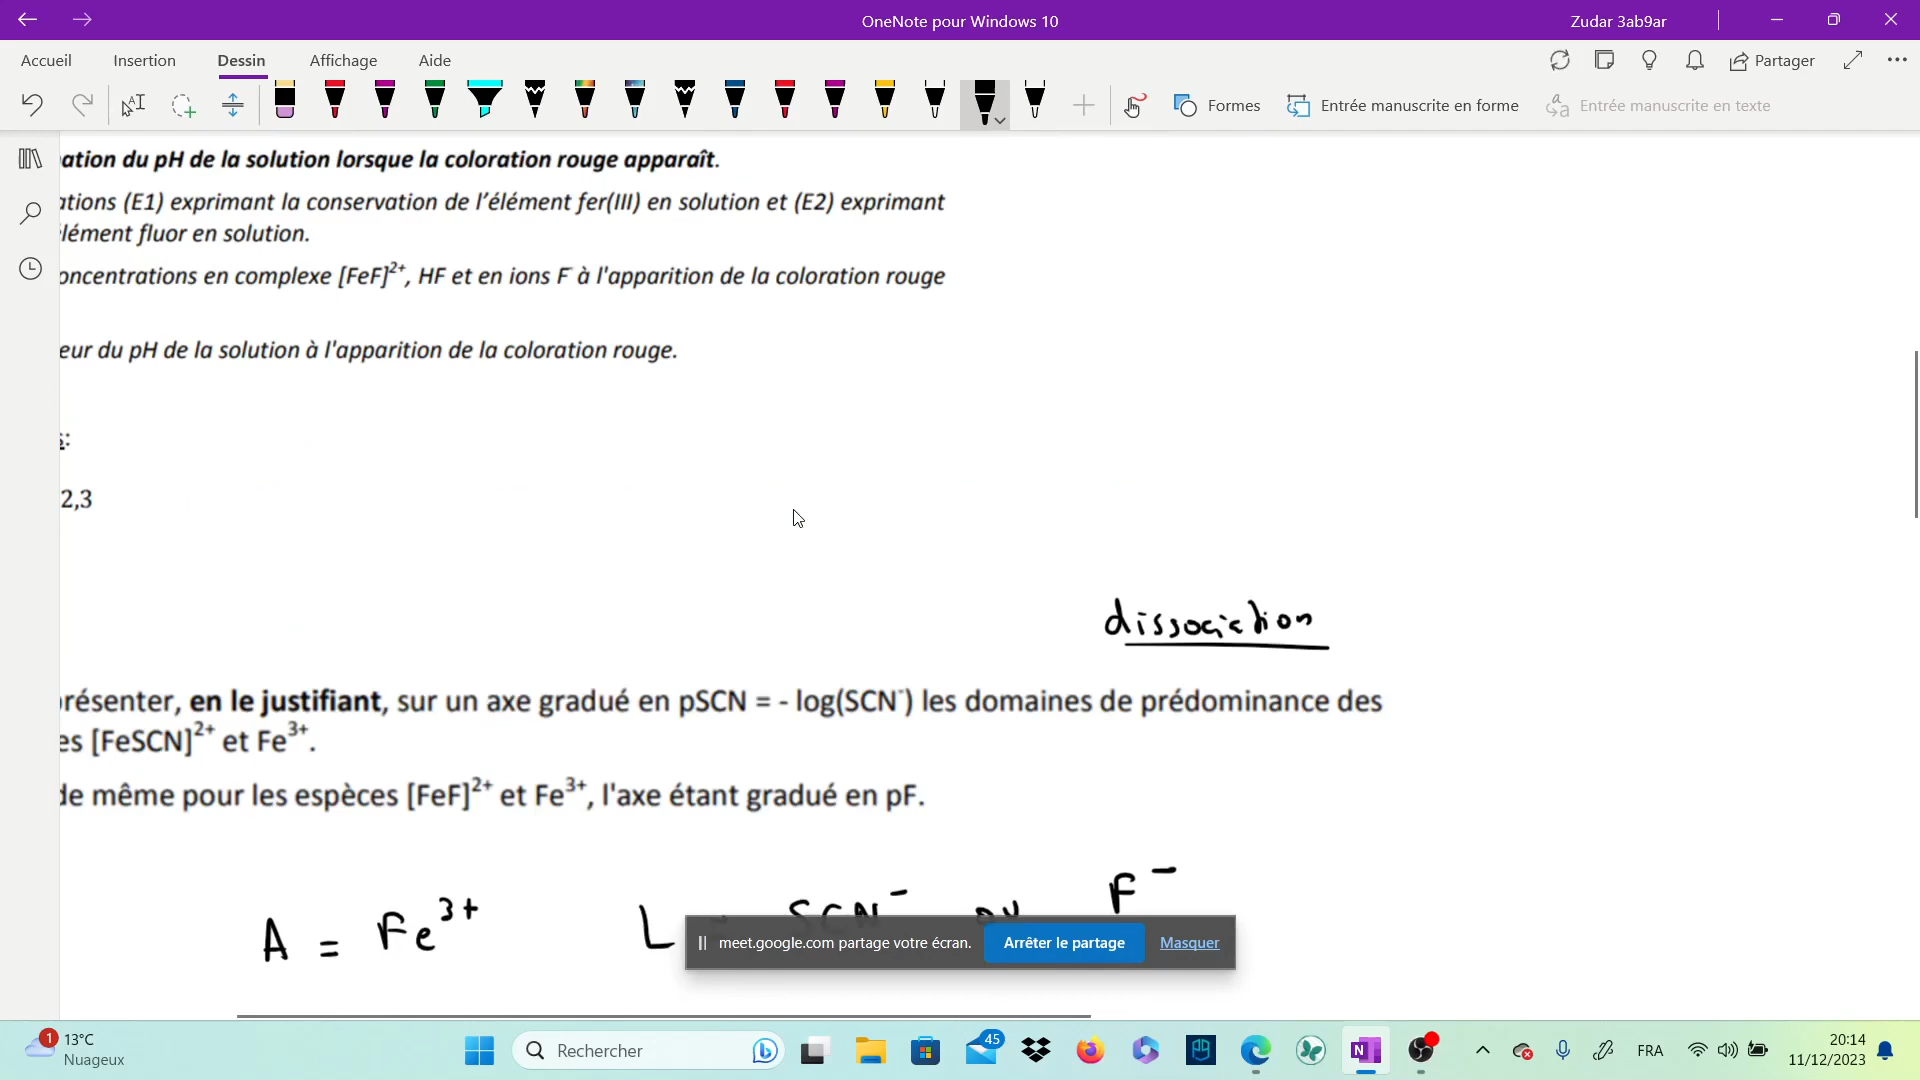 OneNote pour Windows 10
Zudar 3ab9ar
Accueil
Insertion
Dessin
Affichage
Aide
Partager
Formes
Entrée manuscrite en forme
Entrée manuscrite en texte
ation du pH de la solution lorsque la coloration rouge apparaît.
ations (E1) exprimant la conservation de l'élément fer(III) en solution et (E2) exprimant
lément fluor en solution.
oncentrations en complexe [FeF]²⁺, HF et en ions F⁻ à l'apparition de la coloration rouge
eur du pH de la solution à l'apparition de la coloration rouge.
s:
2,3
dissociation
résenter, en le justifiant, sur un axe gradué en pSCN = - log(SCN⁻) les domaines de prédominance des
es [FeSCN]²⁺ et Fe³⁺.
de même pour les espèces [FeF]²⁺ et Fe³⁺, l'axe étant gradué en pF.
A = Fe³⁺ L = SCN⁻ ou F⁻
meet.google.com partage votre écran.
Arrêter le partage
Masquer
1
13°C
Nuageux
Rechercher
45
FRA
20:14
11/12/2023